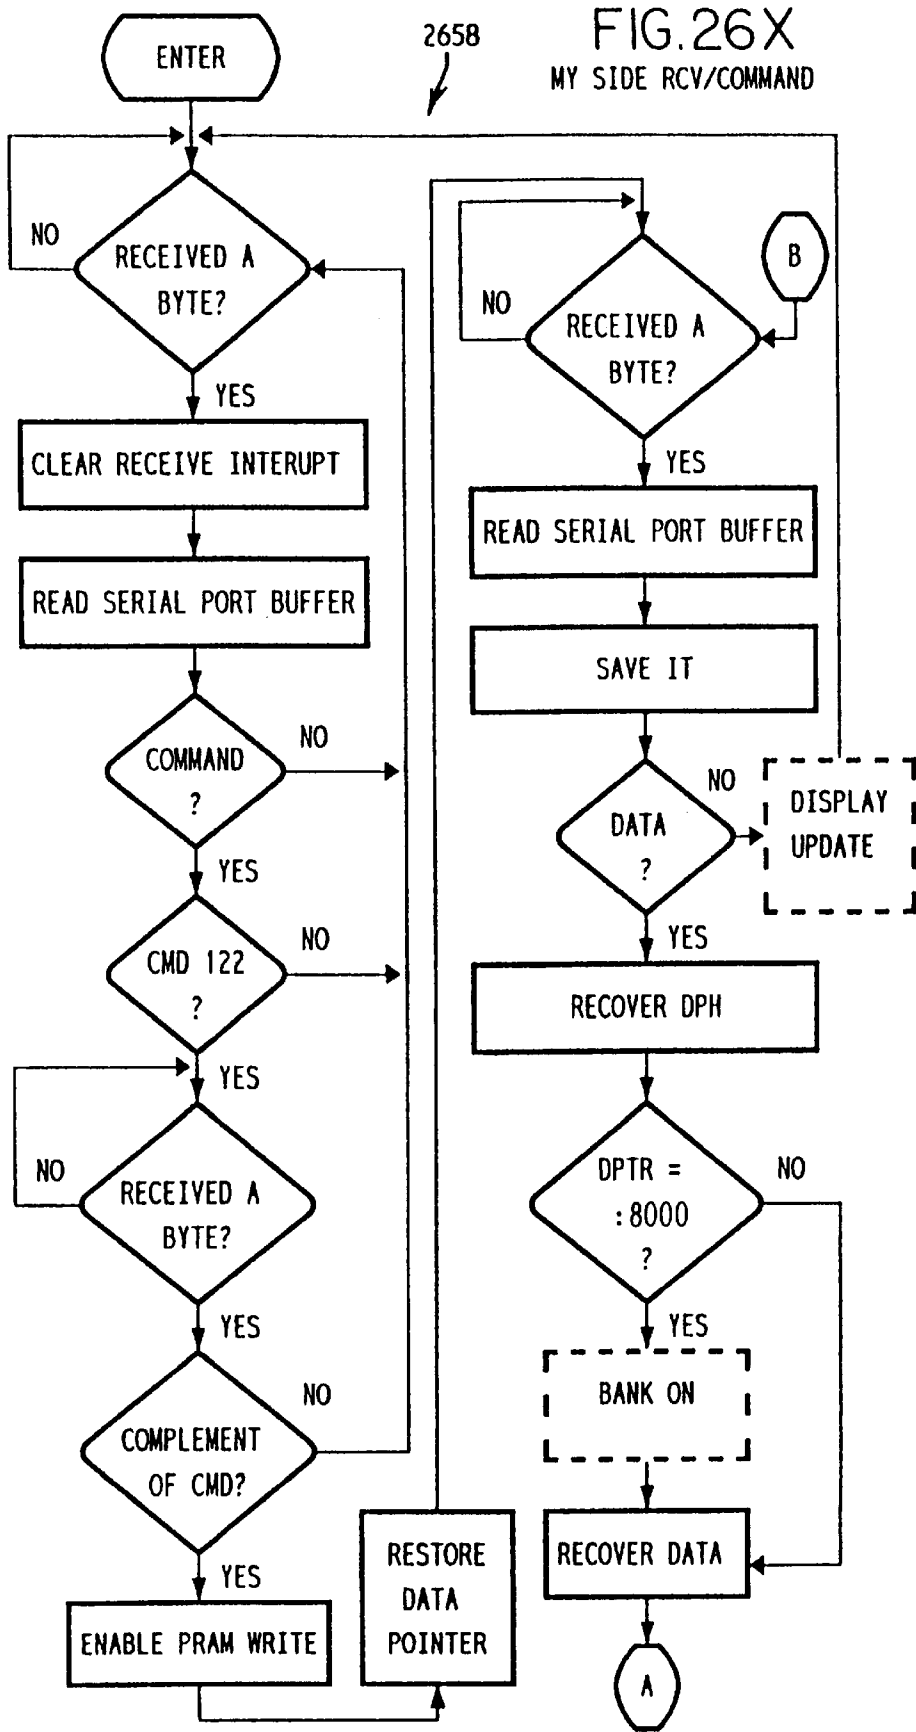 FIG.26X
MY SIDE RCV/COMMAND
2658
ENTER
NO
RECEIVED A
BYTE?
YES
CLEAR RECEIVE INTERUPT
READ SERIAL PORT BUFFER
COMMAND
?
NO
YES
CMD 122
?
NO
YES
NO
RECEIVED A
BYTE?
YES
COMPLEMENT
OF CMD?
NO
YES
ENABLE PRAM WRITE
RESTORE
DATA
POINTER
B
NO
RECEIVED A
BYTE?
YES
READ SERIAL PORT BUFFER
SAVE IT
DATA
?
NO
DISPLAY
UPDATE
YES
RECOVER DPH
DPTR =
:8000
?
NO
YES
BANK ON
RECOVER DATA
A